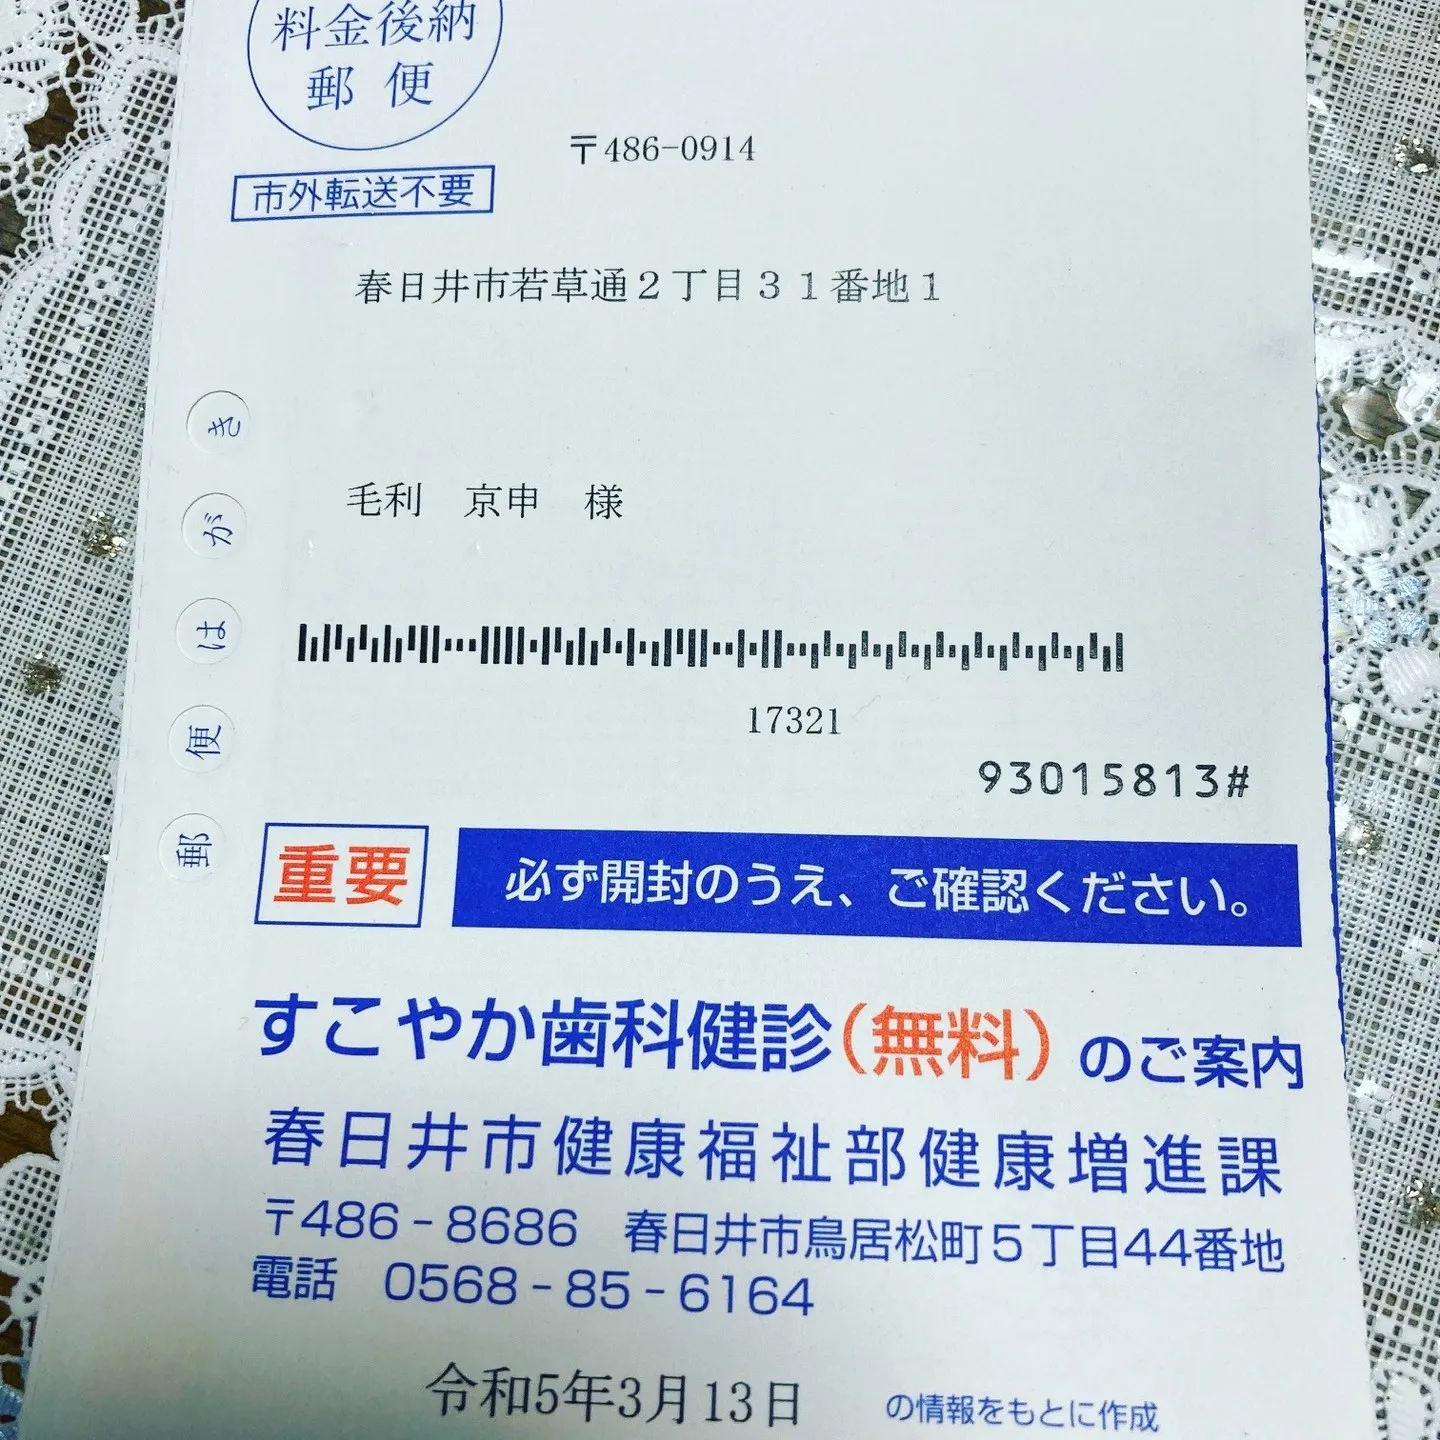 料金後納
郵便
市外転送不要
〒486-0914
春日井市若草通2丁目31番地1
毛利 京申 様
郵便はがき
17321
93015813#
重要
必ず開封のうえ、ご確認ください。
すこやか歯科健診(無料)のご案内
春日井市健康福祉部健康増進課
〒486-8686 春日井市鳥居松町5丁目44番地
電話 0568-85-6164
令和5年3月13日 の情報をもとに作成